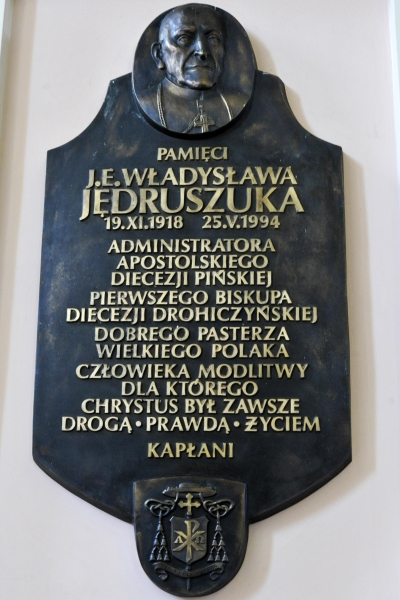 PAMIĘCI
J.E. WŁADYSŁAWA
JĘDRUSZUKA
19.XI.1918 25.V.1994
ADMINISTRATORA
APOSTOLSKIEGO
DIECEZJI PIŃSKIEJ
PIERWSZEGO BISKUPA
DIECEZJI DROHICZYŃSKIEJ
DOBREGO PASTERZA
WIELKIEGO POLAKA
CZŁOWIEKA MODLITWY
DLA KTÓREGO
CHRYSTUS BYŁ ZAWSZE
DROGĄ • PRAWDĄ • ŻYCIEM
KAPŁANI
Α Ω